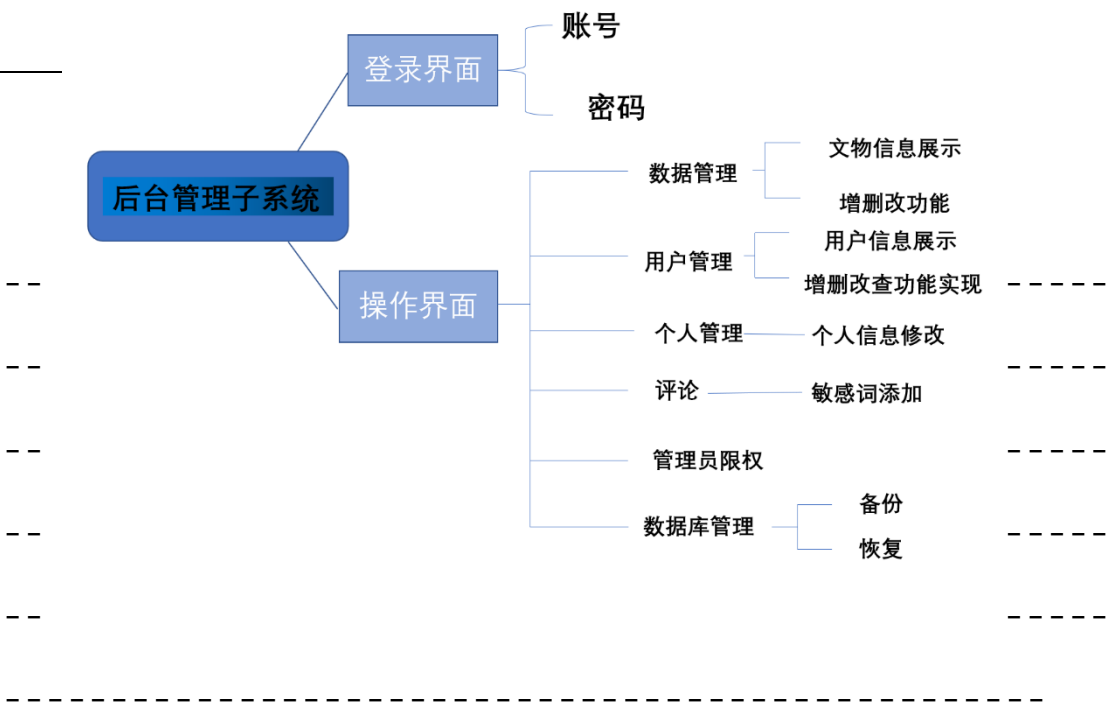 后台管理子系统
登录界面
账号
密码
操作界面
数据管理
文物信息展示
增删改功能
用户管理
用户信息展示
增删改查功能实现
个人管理
个人信息修改
评论
敏感词添加
管理员限权
数据库管理
备份
恢复